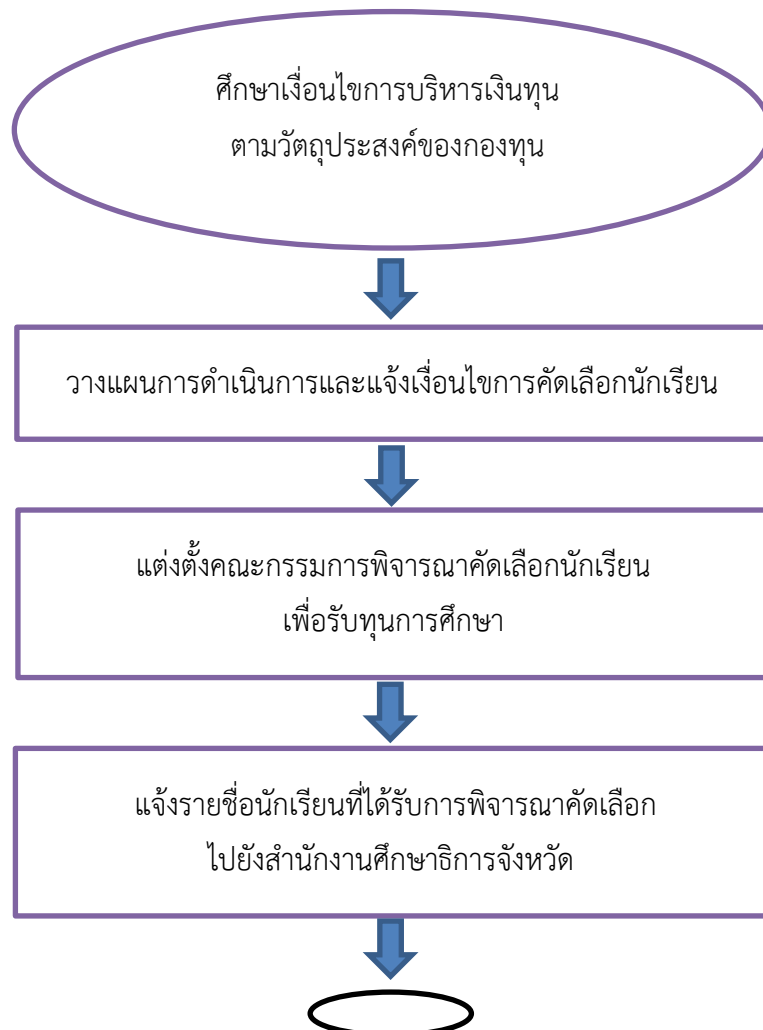 ศึกษาเงื่อนไขการบริหารเงินทุน
ตามวัตถุประสงค์ของกองทุน
วางแผนการดำเนินการและแจ้งเงื่อนไขการคัดเลือกนักเรียน
แต่งตั้งคณะกรรมการพิจารณาคัดเลือกนักเรียน
เพื่อรับทุนการศึกษา
แจ้งรายชื่อนักเรียนที่ได้รับการพิจารณาคัดเลือก
ไปยังสำนักงานศึกษาธิการจังหวัด